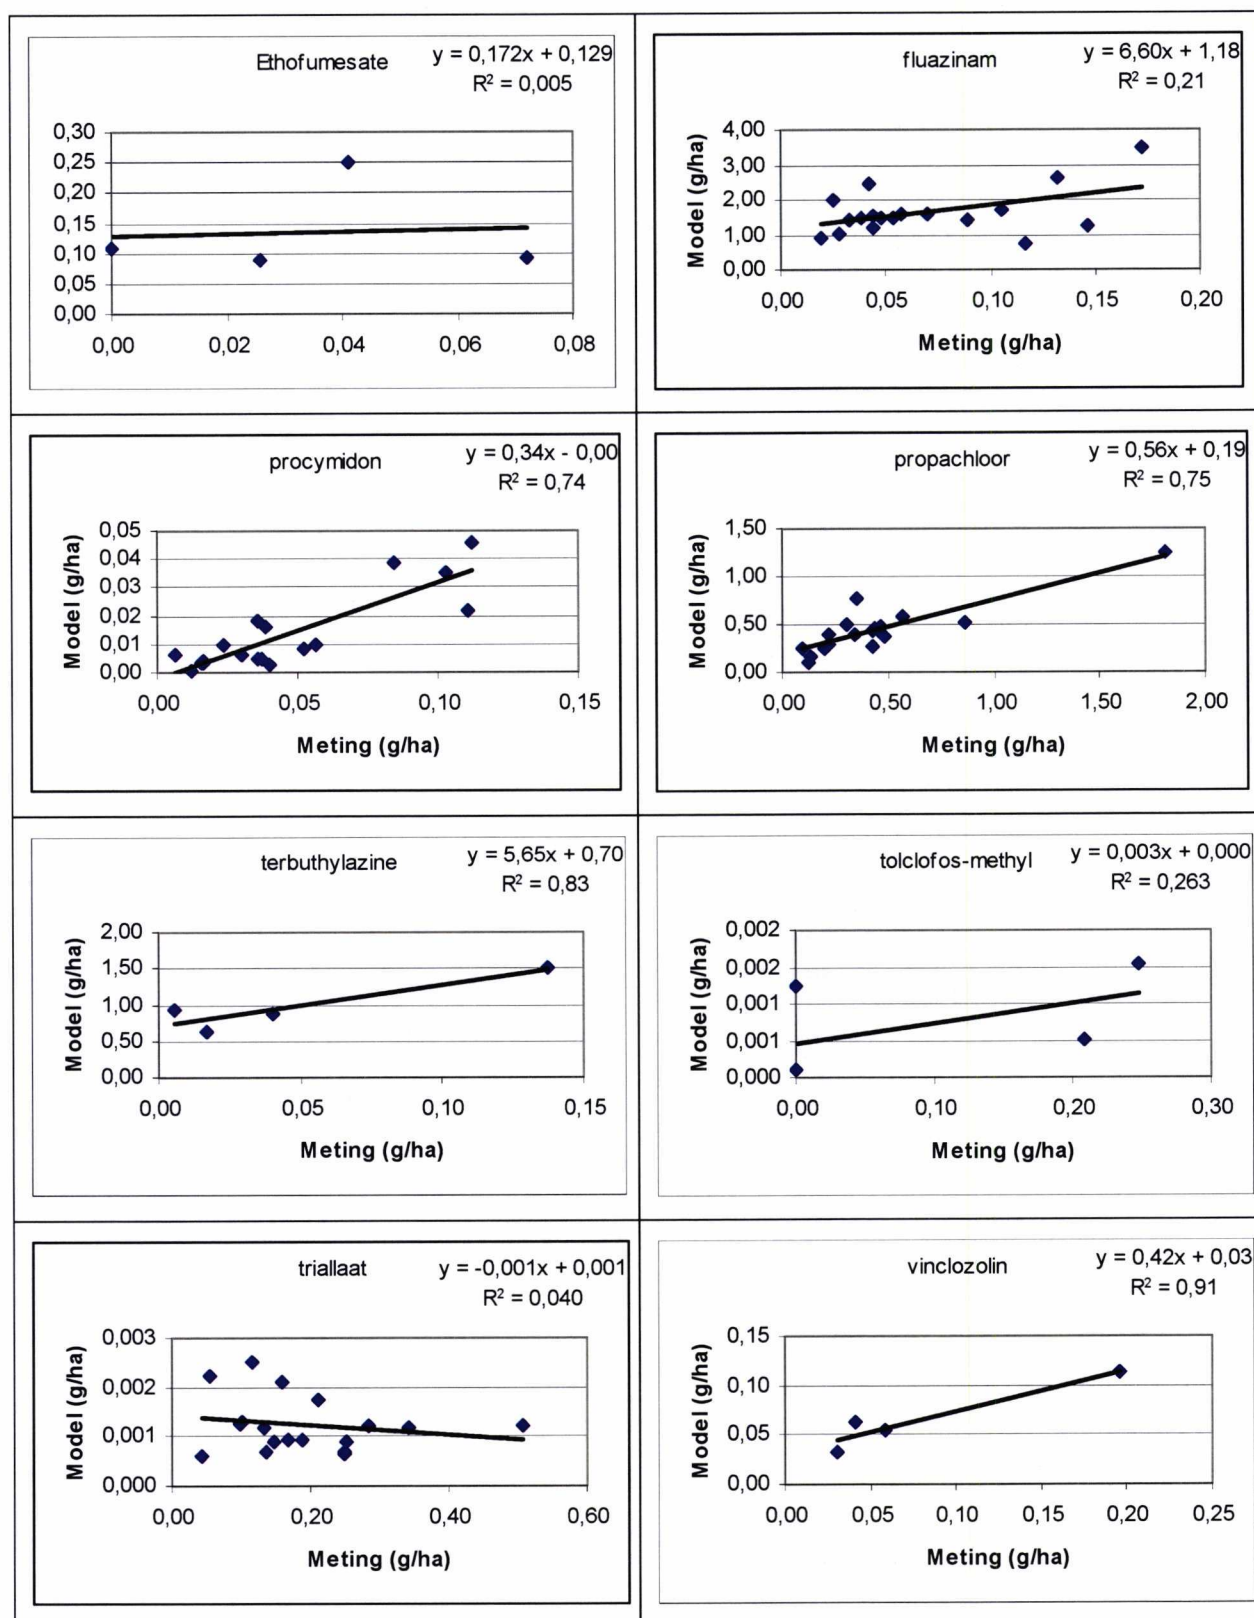 Ethofumesate
y = 0,172x + 0,129
R² = 0,005
0,30
0,25
0,20
0,15
0,10
0,05
0,00
0,00 0,02 0,04 0,06 0,08
fluazinam
y = 6,60x + 1,18
R² = 0,21
Model (g/ha)
4,00
3,00
2,00
1,00
0,00
0,00 0,05 0,10 0,15 0,20
Meting (g/ha)
procymidon
y = 0,34x - 0,00
R² = 0,74
Model (g/ha)
0,05
0,04
0,03
0,02
0,01
0,00
0,00 0,05 0,10 0,15
Meting (g/ha)
propachloor
y = 0,56x + 0,19
R² = 0,75
Model (g/ha)
1,50
1,00
0,50
0,00
0,00 0,50 1,00 1,50 2,00
Meting (g/ha)
terbuthylazine
y = 5,65x + 0,70
R² = 0,83
Model (g/ha)
2,00
1,50
1,00
0,50
0,00
0,00 0,05 0,10 0,15
Meting (g/ha)
tolclofos-methyl
y = 0,003x + 0,000
R² = 0,263
Model (g/ha)
0,002
0,002
0,001
0,001
0,000
0,00 0,10 0,20 0,30
Meting (g/ha)
triallaat
y = -0,001x + 0,001
R² = 0,040
Model (g/ha)
0,003
0,002
0,001
0,000
0,00 0,20 0,40 0,60
Meting (g/ha)
vinclozolin
y = 0,42x + 0,03
R² = 0,91
Model (g/ha)
0,15
0,10
0,05
0,00
0,00 0,05 0,10 0,15 0,20 0,25
Meting (g/ha)